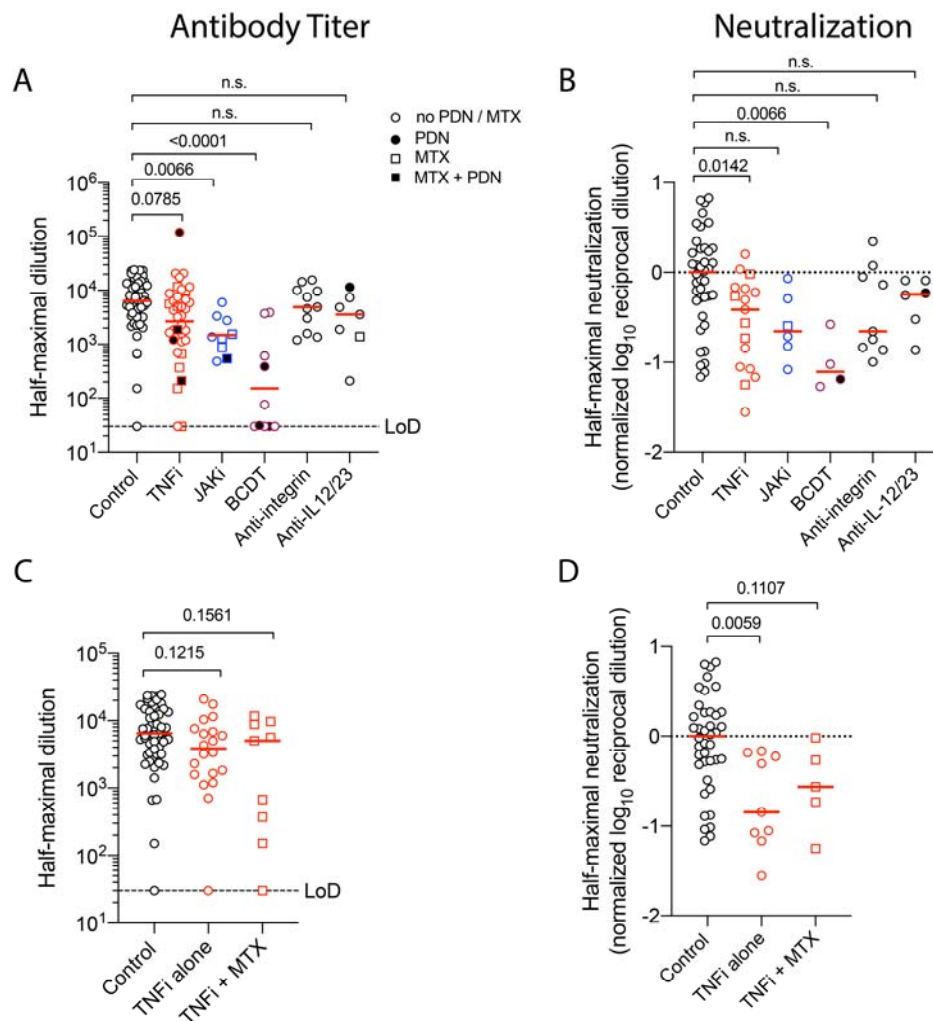 Antibody Titer
Neutralization
A
n.s.
n.s.
<0.0001
0.0066
0.0785
no PDN / MTX
PDN
MTX
MTX + PDN
Half-maximal dilution
10⁶
10⁵
10⁴
10³
10²
10¹
LoD
Control
TNFi
JAKi
BCDT
Anti-integrin
Anti-IL12/23
B
n.s.
n.s.
0.0066
n.s.
0.0142
Half-maximal neutralization
(normalized log₁₀ reciprocal dilution)
1
0
-1
-2
Control
TNFi
JAKi
BCDT
Anti-integrin
Anti-IL-12/23
C
0.1561
0.1215
Half-maximal dilution
10⁵
10⁴
10³
10²
10¹
LoD
Control
TNFi alone
TNFi + MTX
D
0.1107
0.0059
Half-maximal neutralization
(normalized log₁₀ reciprocal dilution)
1
0
-1
-2
Control
TNFi alone
TNFi + MTX